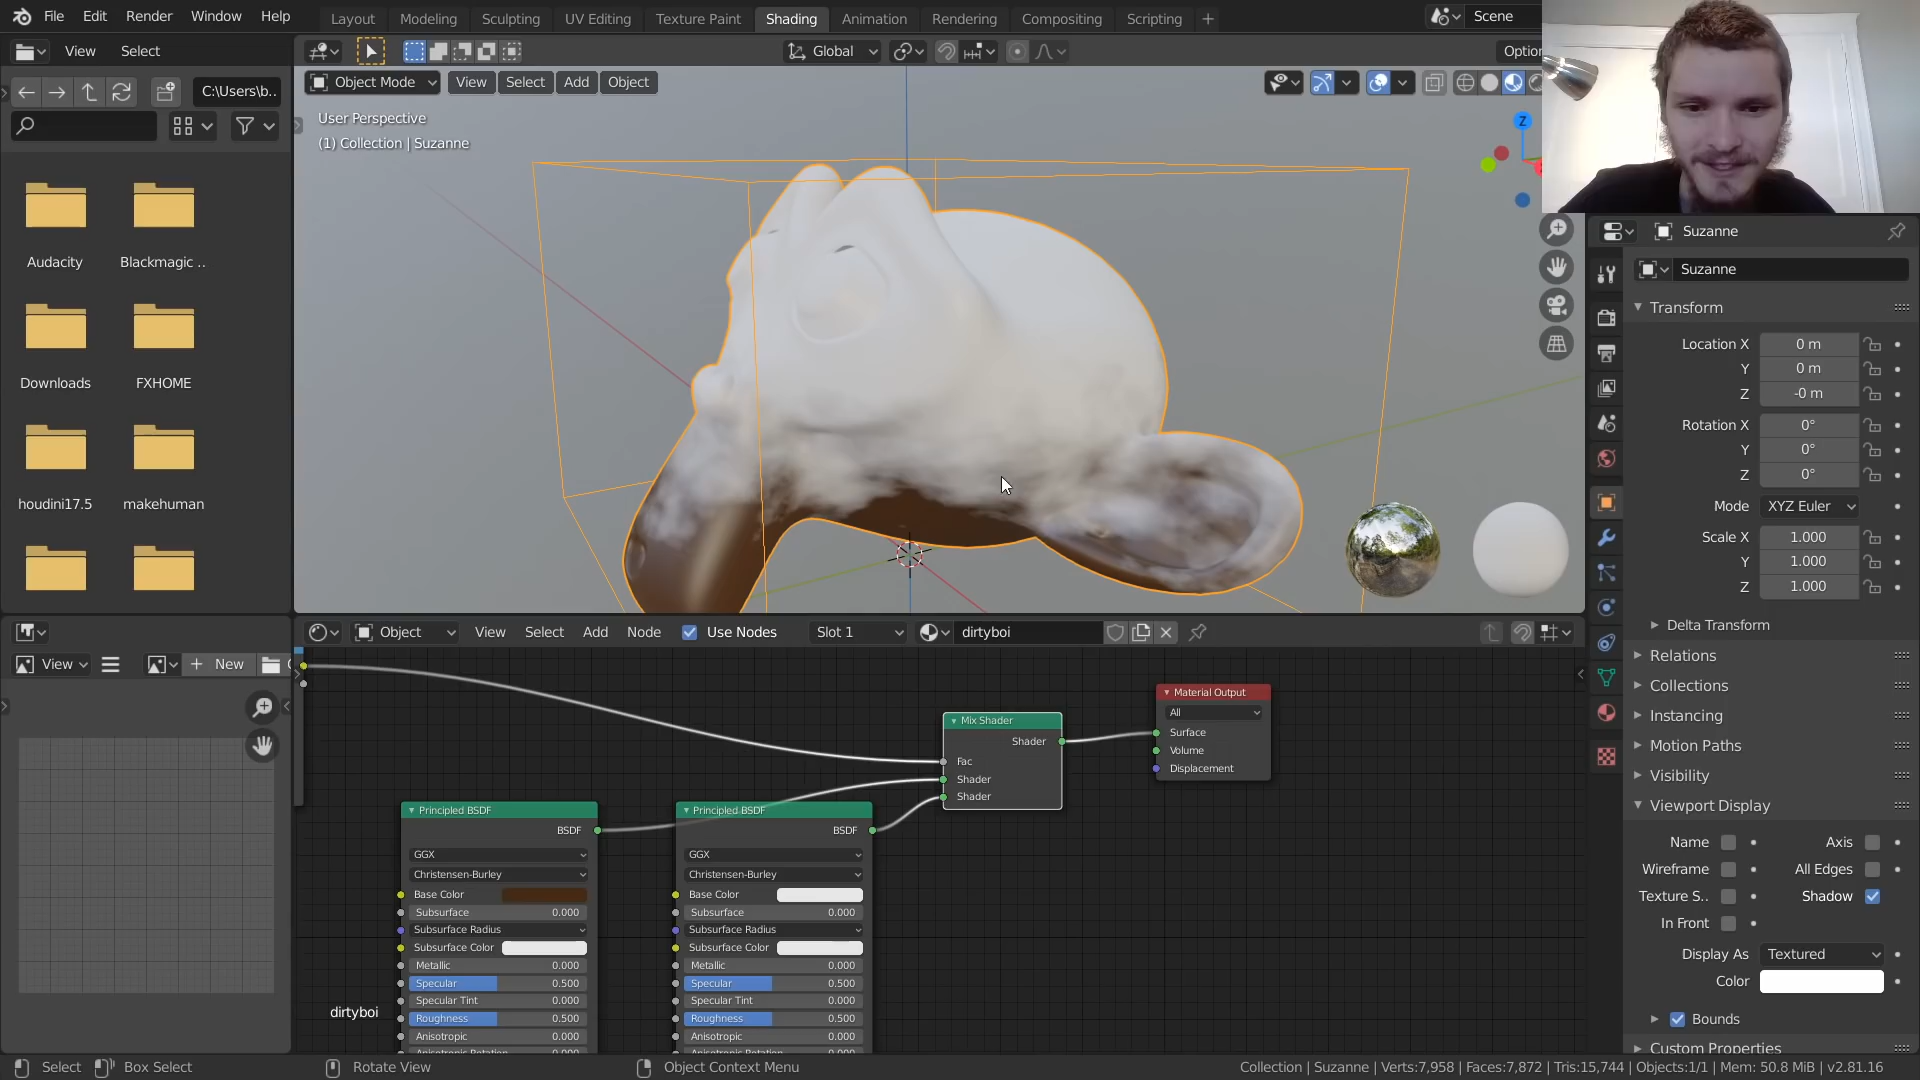 File Edit Render Window Help Layout Modeling Sculpting UV Editing Texture Paint Shading Animation Rendering Compositing Scripting + Scene
View Select Global
C:\Users\b.. Object Mode View Select Add Object
User Perspective
(1) Collection | Suzanne
Z
Audacity Blackmagic ..
Downloads FXHOME
houdini17.5 makehuman
Suzanne
Suzanne
Transform
Location X 0 m
Y 0 m
Z -0 m
Rotation X 0°
Y 0°
Z 0°
Mode XYZ Euler
Scale X 1.000
Y 1.000
Z 1.000
Delta Transform
Relations
Collections
Instancing
Motion Paths
Visibility
Viewport Display
Name Axis
Wireframe All Edges
Texture S.. Shadow
In Front
Display As Textured
Color
Bounds
Custom Properties
View + New
Object View Select Add Node Use Nodes Slot 1 dirtyboi
Mix Shader
Shader
Fac
Shader
Shader
Material Output
All
Surface
Volume
Displacement
Principled BSDF
BSDF
GGX
Christensen-Burley
Base Color
Subsurface 0.000
Subsurface Radius
Subsurface Color
Metallic 0.000
Specular 0.500
Specular Tint 0.000
Roughness 0.500
Anisotropic 0.000
Anisotropic Rotation
Principled BSDF
BSDF
GGX
Christensen-Burley
Base Color
Subsurface 0.000
Subsurface Radius
Subsurface Color
Metallic 0.000
Specular 0.500
Specular Tint 0.000
Roughness 0.500
Anisotropic 0.000
Anisotropic Rotation
dirtyboi
Select Box Select Rotate View Object Context Menu Collection | Suzanne | Verts:7,958 | Faces:7,872 | Tris:15,744 | Objects:1/1 | Mem: 50.8 MiB | v2.81.16